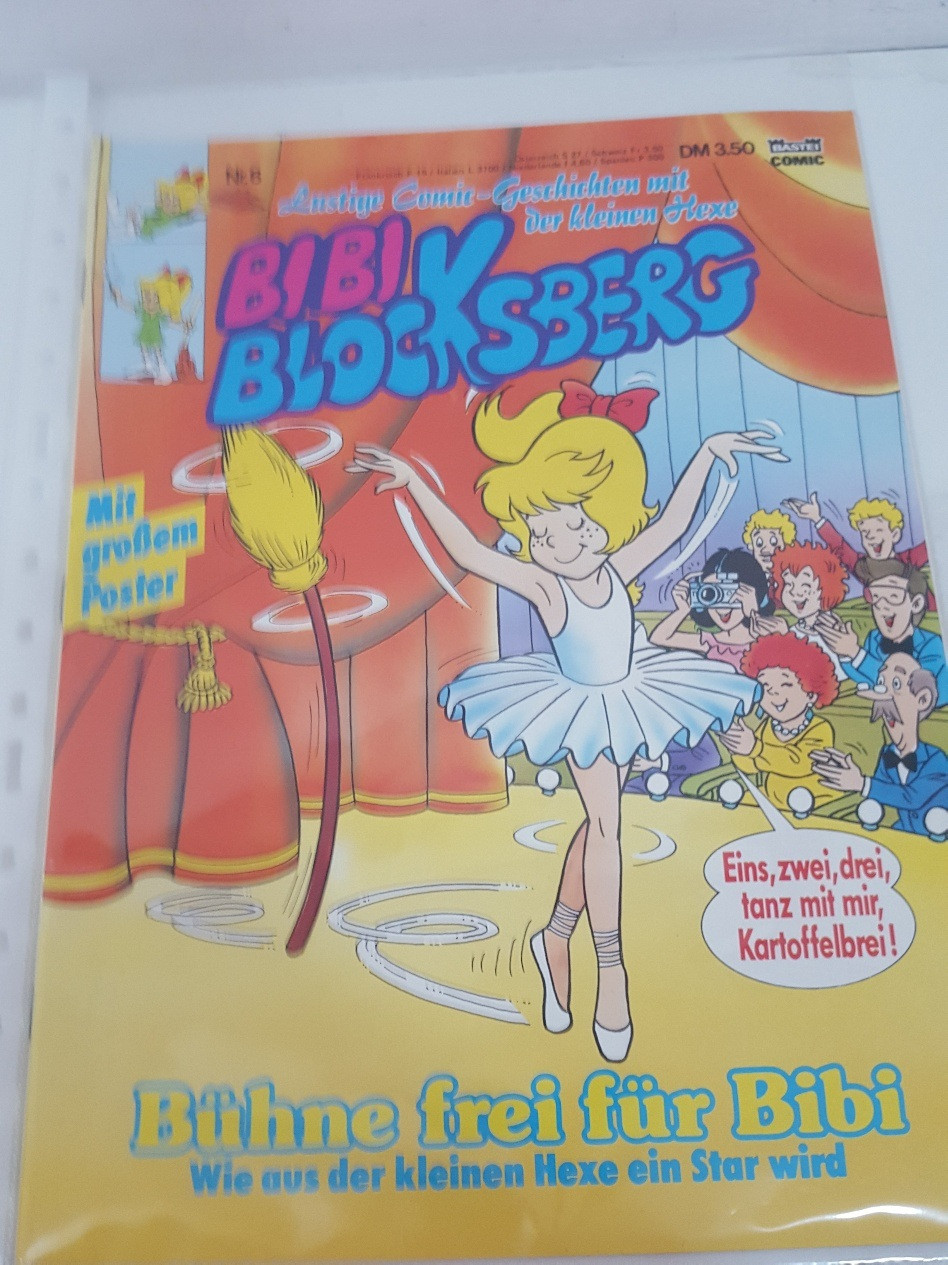 Nr. 6
DM 3.50
BASTEI
COMIC
Lustige Comic-Geschichten mit
der kleinen Hexe
BIBI
BLOCKSBERG
Mit
großem
Poster
Eins, zwei, drei,
tanz mit mir,
Kartoffelbrei!
Bühne frei für Bibi
Wie aus der kleinen Hexe ein Star wird